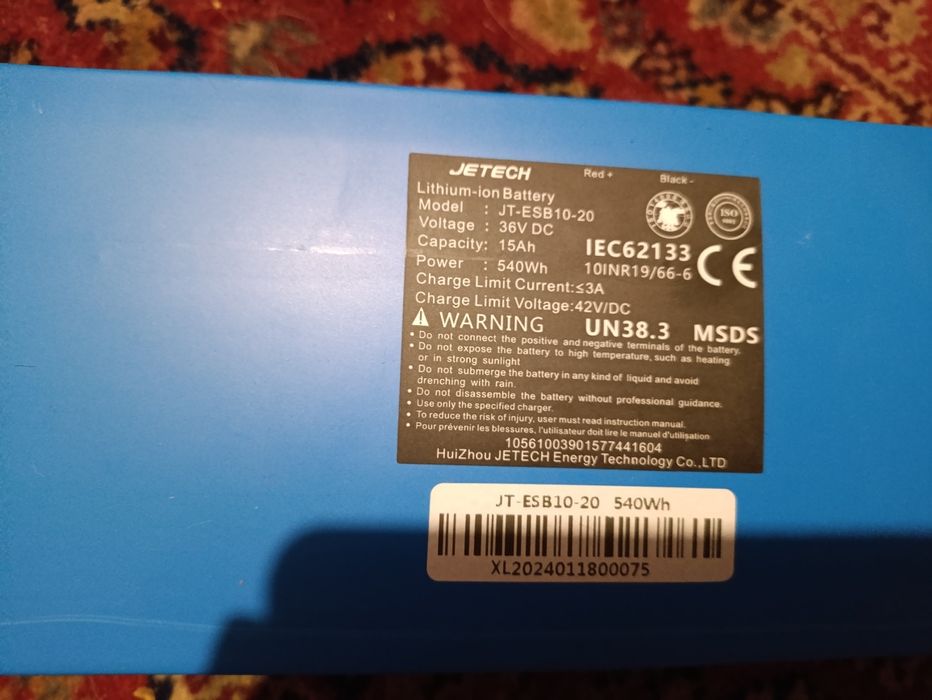 JETECH Red + Black -
Lithium-ion Battery
Model : JT-ESB10-20
Voltage : 36V DC
Capacity: 15Ah IEC62133 CE
Power : 540Wh 10INR19/66-6
Charge Limit Current:≤3A
Charge Limit Voltage:42V/DC
WARNING UN38.3 MSDS
• Do not connect the positive and negative terminals of the battery.
• Do not expose the battery to high temperature, such as heating
or in strong sunlight
• Do not submerge the battery in any kind of liquid and avoid
drenching with rain.
• Do not disassemble the battery without professional guidance.
• Use only the specified charger.
• To reduce the risk of injury, user must read instruction manual.
• Pour prévenir les blessures, l'utilisateur doit lire le manuel d'utilisation
ISO
10561003901577441604
HuiZhou JETECH Energy Technology Co.,LTD
JT-ESB10-20 540Wh
XL2024011800075